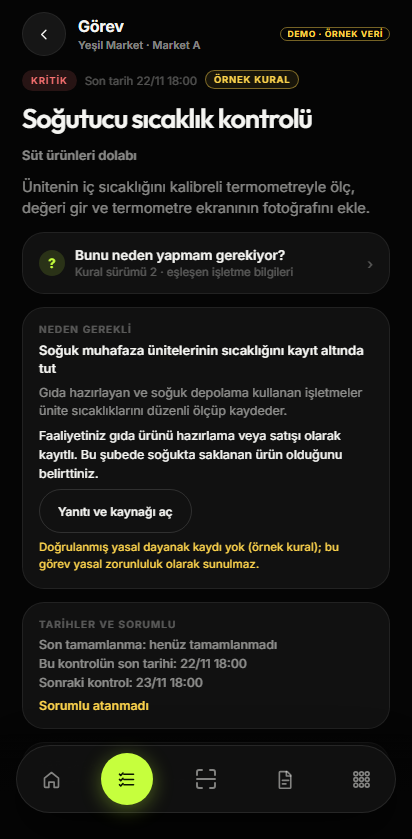 Görev
Yeşil Market · Market A
DEMO · ÖRNEK VERİ
KRİTİK
Son tarih 22/11 18:00
ÖRNEK KURAL
Soğutucu sıcaklık kontrolü
Süt ürünleri dolabı
Ünitenin iç sıcaklığını kalibreli termometreyle ölç,
değeri gir ve termometre ekranının fotoğrafını ekle.
?
Bunu neden yapmam gerekiyor?
Kural sürümü 2 · eşleşen işletme bilgileri
NEDEN GEREKLİ
Soğuk muhafaza ünitelerinin sıcaklığını kayıt altında
tut
Gıda hazırlayan ve soğuk depolama kullanan işletmeler
ünite sıcaklıklarını düzenli ölçüp kaydeder.
Faaliyetiniz gıda ürünü hazırlama veya satışı olarak
kayıtlı. Bu şubede soğukta saklanan ürün olduğunu
belirttiniz.
Yanıtı ve kaynağı aç
Doğrulanmış yasal dayanak kaydı yok (örnek kural); bu
görev yasal zorunluluk olarak sunulmaz.
TARİHLER VE SORUMLU
Son tamamlanma: henüz tamamlanmadı
Bu kontrolün son tarihi: 22/11 18:00
Sonraki kontrol: 23/11 18:00
Sorumlu atanmadı